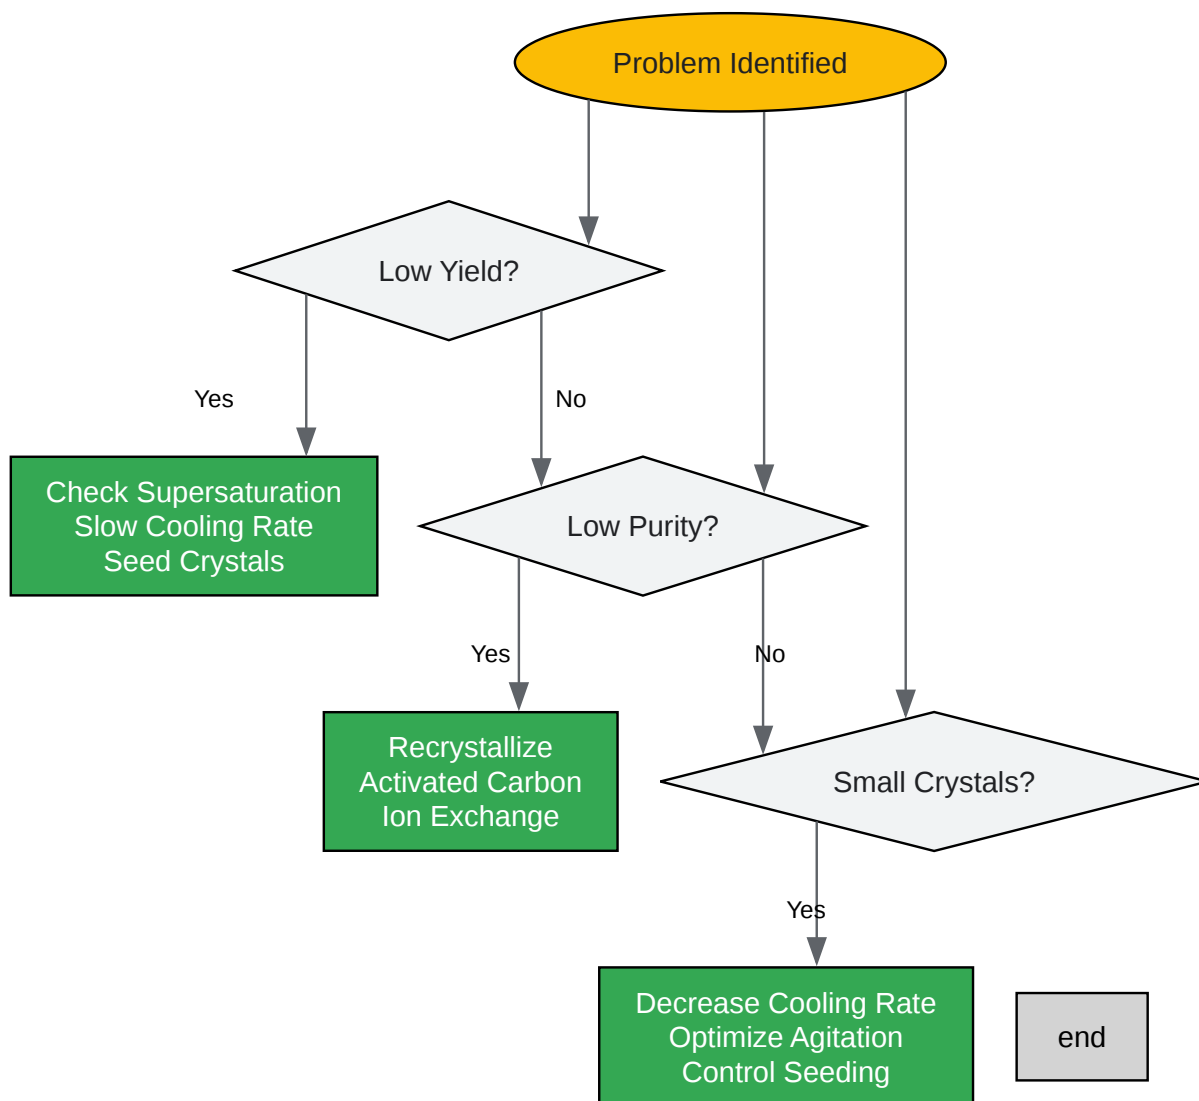 Problem Identified
Low Yield?
Yes
No
Check Supersaturation
Slow Cooling Rate
Seed Crystals
Low Purity?
Yes
No
Recrystallize
Activated Carbon
Ion Exchange
Small Crystals?
Yes
Decrease Cooling Rate
Optimize Agitation
Control Seeding
end